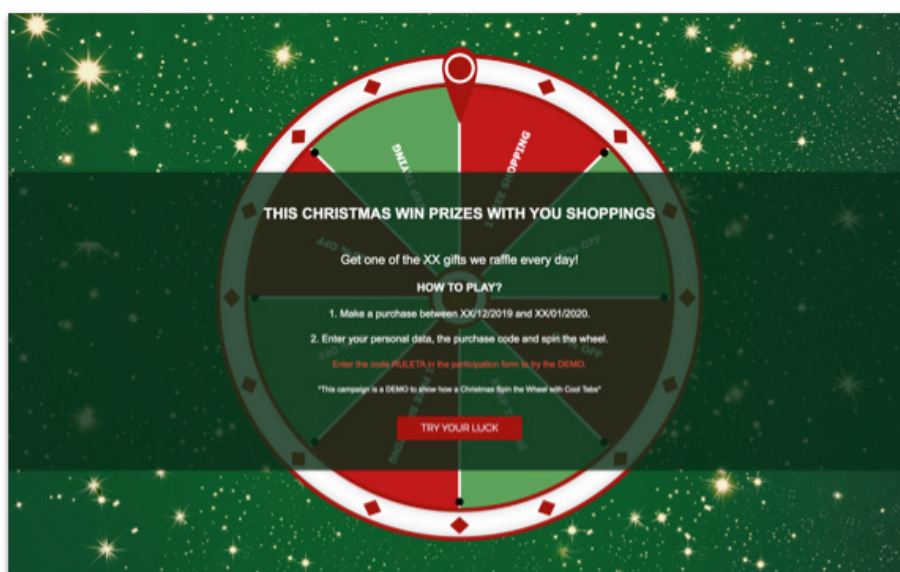 THIS CHRISTMAS WIN PRIZES WITH YOU SHOPPINGS
Get one of the XX gifts we raffle every day!
HOW TO PLAY?
1. Make a purchase between XX/12/2019 and XX/01/2020.
2. Enter your personal data, the purchase code and spin the wheel.
Enter the code RULETA in the participation form to try the DEMO.
*This campaign is a DEMO to show how a Christmas Spin the Wheel with Cool Tabs*
TRY YOUR LUCK